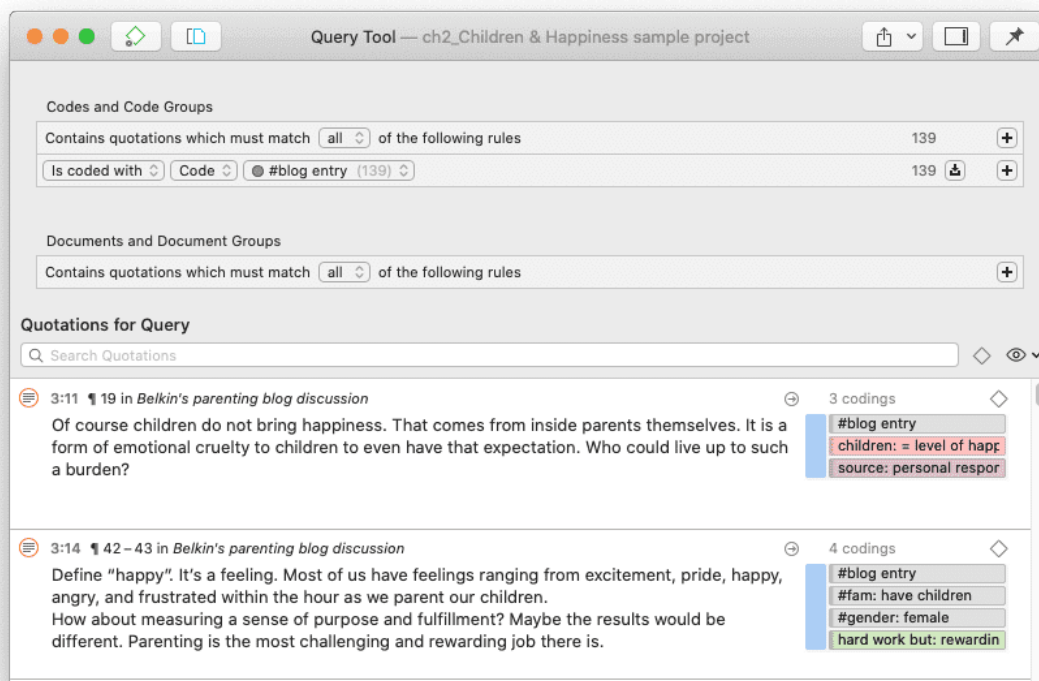 Query Tool — ch2_Children & Happiness sample project
Codes and Code Groups
Contains quotations which must match all of the following rules 139
Is coded with Code #blog entry (139) 139
Documents and Document Groups
Contains quotations which must match all of the following rules
Quotations for Query
Search Quotations
3:11 ¶ 19 in Belkin's parenting blog discussion 3 codings
Of course children do not bring happiness. That comes from inside parents themselves. It is a
form of emotional cruelty to children to even have that expectation. Who could live up to such
a burden?
#blog entry
children: = level of happ
source: personal respor
3:14 ¶ 42 – 43 in Belkin's parenting blog discussion 4 codings
Define “happy”. It’s a feeling. Most of us have feelings ranging from excitement, pride, happy,
angry, and frustrated within the hour as we parent our children.
How about measuring a sense of purpose and fulfillment? Maybe the results would be
different. Parenting is the most challenging and rewarding job there is.
#blog entry
#fam: have children
#gender: female
hard work but: rewardin